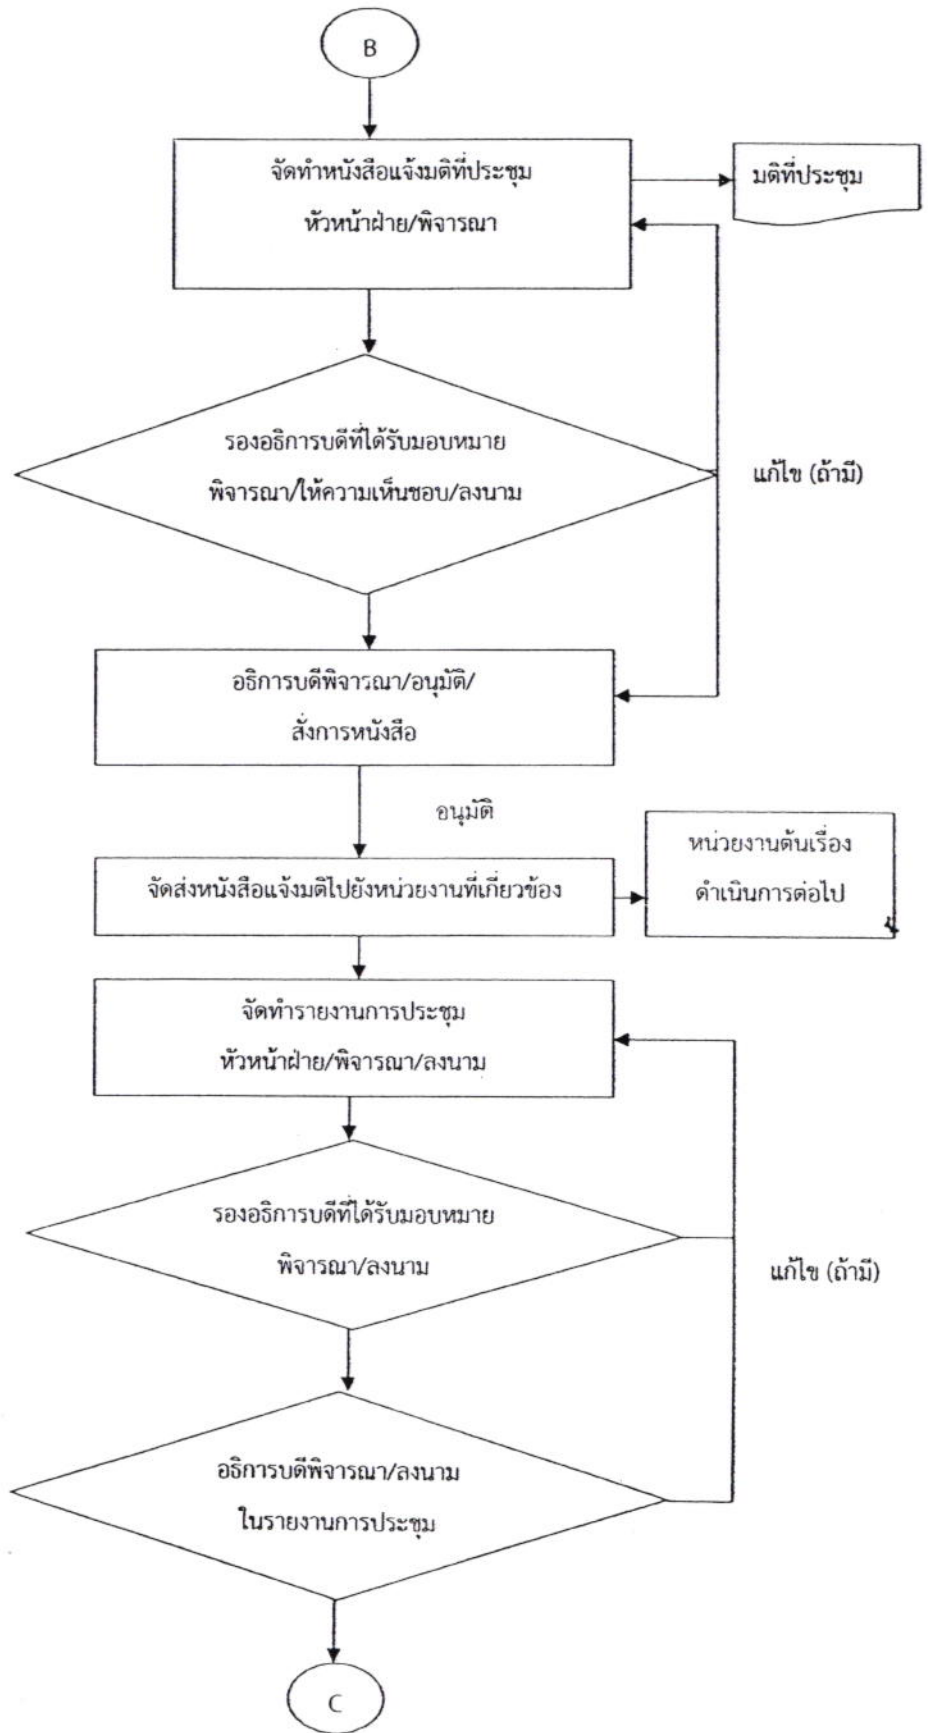 B
จัดทำหนังสือแจ้งมติที่ประชุม
หัวหน้าฝ่าย/พิจารณา
มติที่ประชุม
รองอธิการบดีที่ได้รับมอบหมาย
พิจารณา/ให้ความเห็นชอบ/ลงนาม
แก้ไข (ถ้ามี)
อธิการบดีพิจารณา/อนุมัติ/
สั่งการหนังสือ
อนุมัติ
จัดส่งหนังสือแจ้งมติไปยังหน่วยงานที่เกี่ยวข้อง
หน่วยงานต้นเรื่อง
ดำเนินการต่อไป
จัดทำรายงานการประชุม
หัวหน้าฝ่าย/พิจารณา/ลงนาม
รองอธิการบดีที่ได้รับมอบหมาย
พิจารณา/ลงนาม
แก้ไข (ถ้ามี)
อธิการบดีพิจารณา/ลงนาม
ในรายงานการประชุม
C